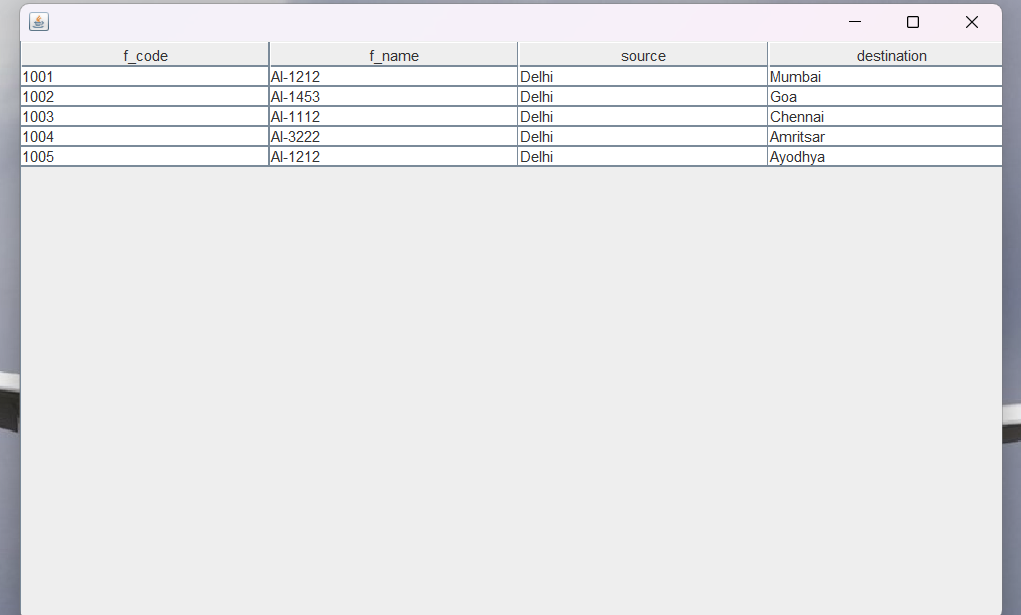 f_code f_name source destination
1001 AI-1212 Delhi Mumbai
1002 AI-1453 Delhi Goa
1003 AI-1112 Delhi Chennai
1004 AI-3222 Delhi Amritsar
1005 AI-1212 Delhi Ayodhya